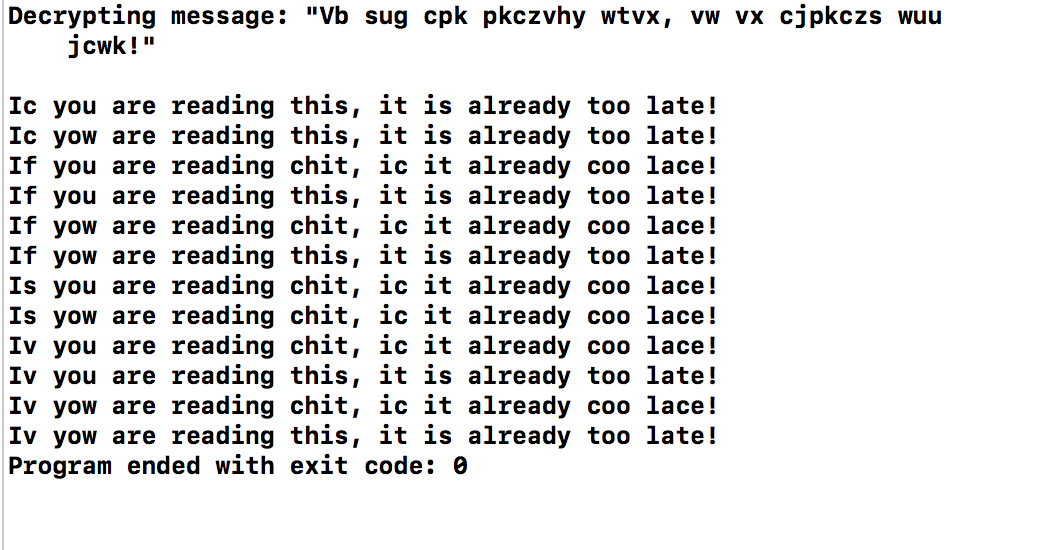 Decrypting message: "Vb sug cpk pkczvhy wtvx, vw vx cjpkczs wuu
jcwk!"
Ic you are reading this, it is already too late!
Ic yow are reading this, it is already too late!
If you are reading chit, ic it already coo lace!
If you are reading this, it is already too late!
If yow are reading chit, ic it already coo lace!
If yow are reading this, it is already too late!
Is you are reading chit, ic it already coo lace!
Is yow are reading chit, ic it already coo lace!
Iv you are reading chit, ic it already coo lace!
Iv you are reading this, it is already too late!
Iv yow are reading chit, ic it already coo lace!
Iv yow are reading this, it is already too late!
Program ended with exit code: 0